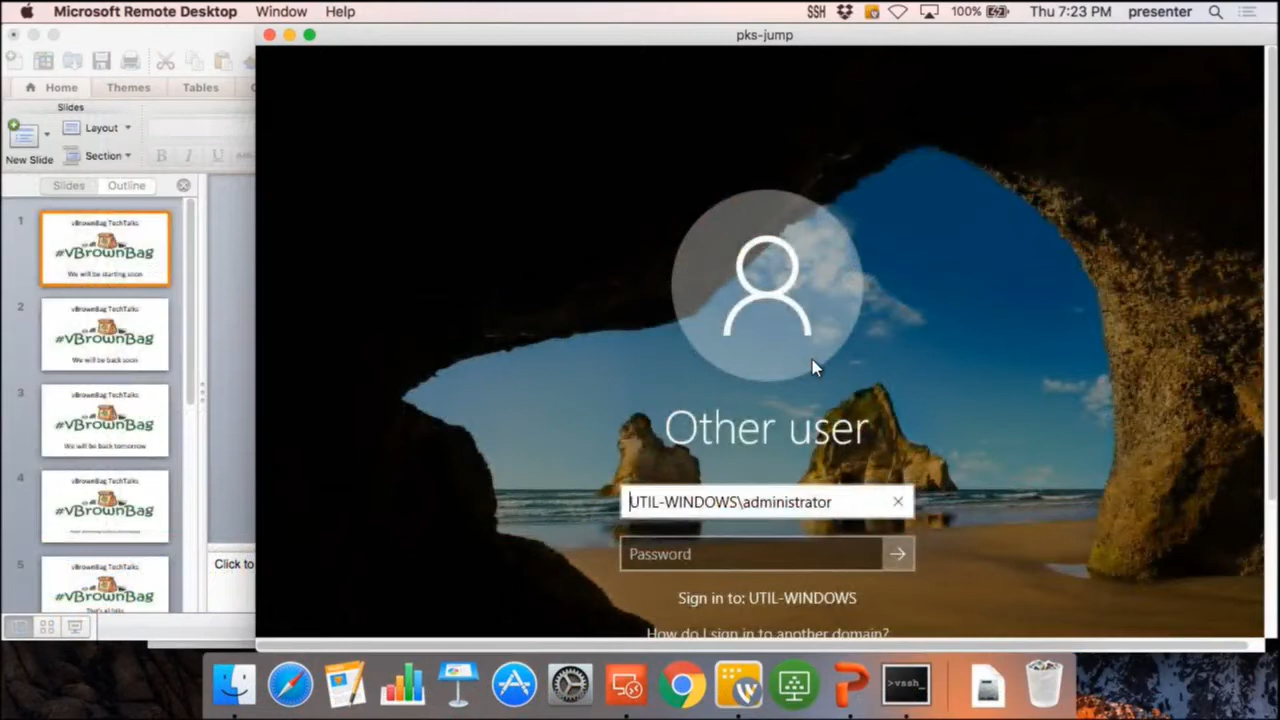 Microsoft Remote Desktop Window Help SSH 100% Thu 7:23 PM presenter
pks-jump
Home Themes Tables
Slides
Layout
New Slide
Section
B I U
Slides Outline
1
vBrownBag TechTalks
#vBrownBag
We will be starting soon
2
vBrownBag TechTalks
#vBrownBag
We will be back soon
3
vBrownBag TechTalks
#vBrownBag
We will be back tomorrow
4
vBrownBag TechTalks
#vBrownBag
5
vBrownBag TechTalks
#vBrownBag
That's all folks
Click to
Other user
UTIL-WINDOWS\administrator
Password
Sign in to: UTIL-WINDOWS
How do I sign in to another domain?
>vssh_